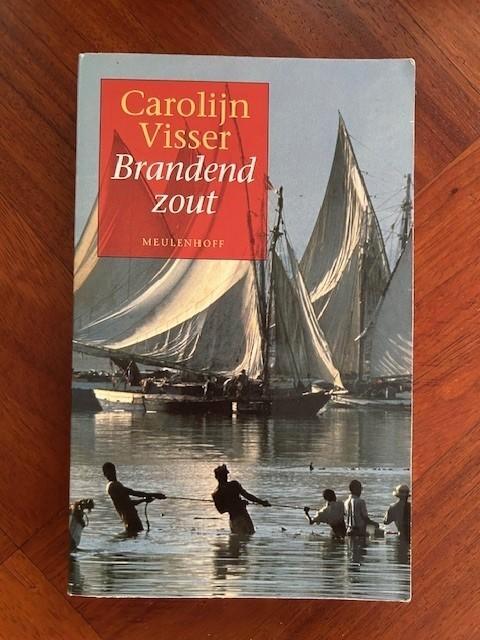 Carolijn
Visser
Brandend
zout
MEULENHOFF